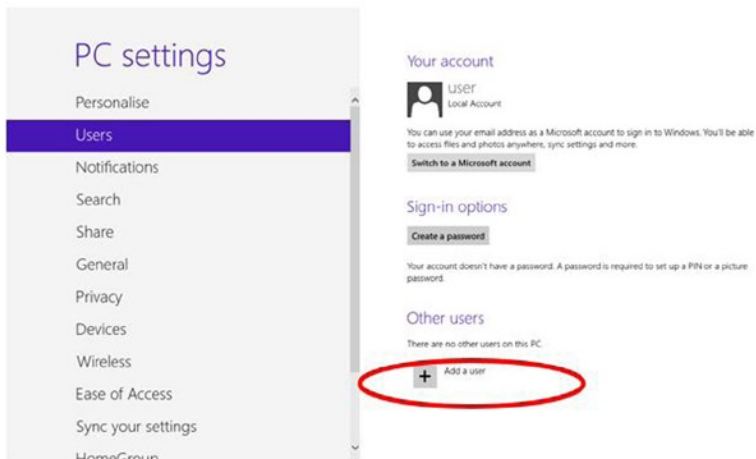 PC settings
Personalise
Users
Notifications
Search
Share
General
Privacy
Devices
Wireless
Ease of Access
Sync your settings
HomeGroup
Your account
user
Local Account
You can use your email address as a Microsoft account to sign in to Windows. You'll be able
to access files and photos anywhere, sync settings and more.
Switch to a Microsoft account
Sign-in options
Create a password
Your account doesn't have a password. A password is required to set up a PIN or a picture
password.
Other users
There are no other users on this PC
Add a user